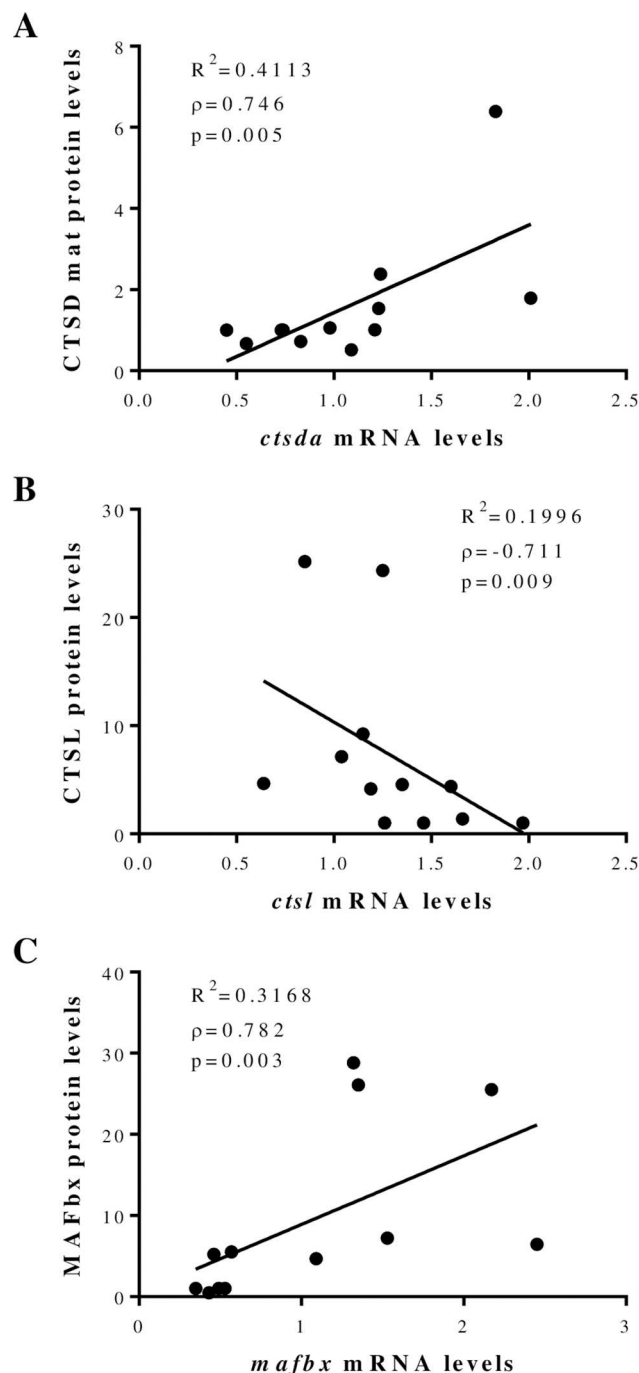 A
CTSD mat protein levels
8
6
4
2
0
R²=0.4113
ρ=0.746
p=0.005
0.0 0.5 1.0 1.5 2.0 2.5
ctsda mRNA levels
B
CTSL protein levels
30
20
10
0
R²=0.1996
ρ=-0.711
p=0.009
0.0 0.5 1.0 1.5 2.0 2.5
ctsl mRNA levels
C
MAFbx protein levels
40
30
20
10
0
R²=0.3168
ρ=0.782
p=0.003
0 1 2 3
mafbx mRNA levels